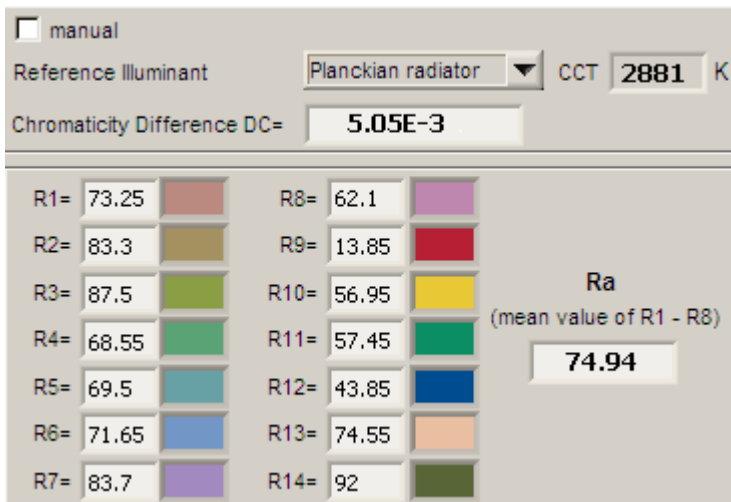 manual
Reference Illuminant Planckian radiator CCT 2881 K
Chromaticity Difference DC= 5.05E-3
R1= 73.25 R8= 62.1
R2= 83.3 R9= 13.85
R3= 87.5 R10= 56.95
R4= 68.55 R11= 57.45
R5= 69.5 R12= 43.85
R6= 71.65 R13= 74.55
R7= 83.7 R14= 92
Ra
(mean value of R1 - R8)
74.94